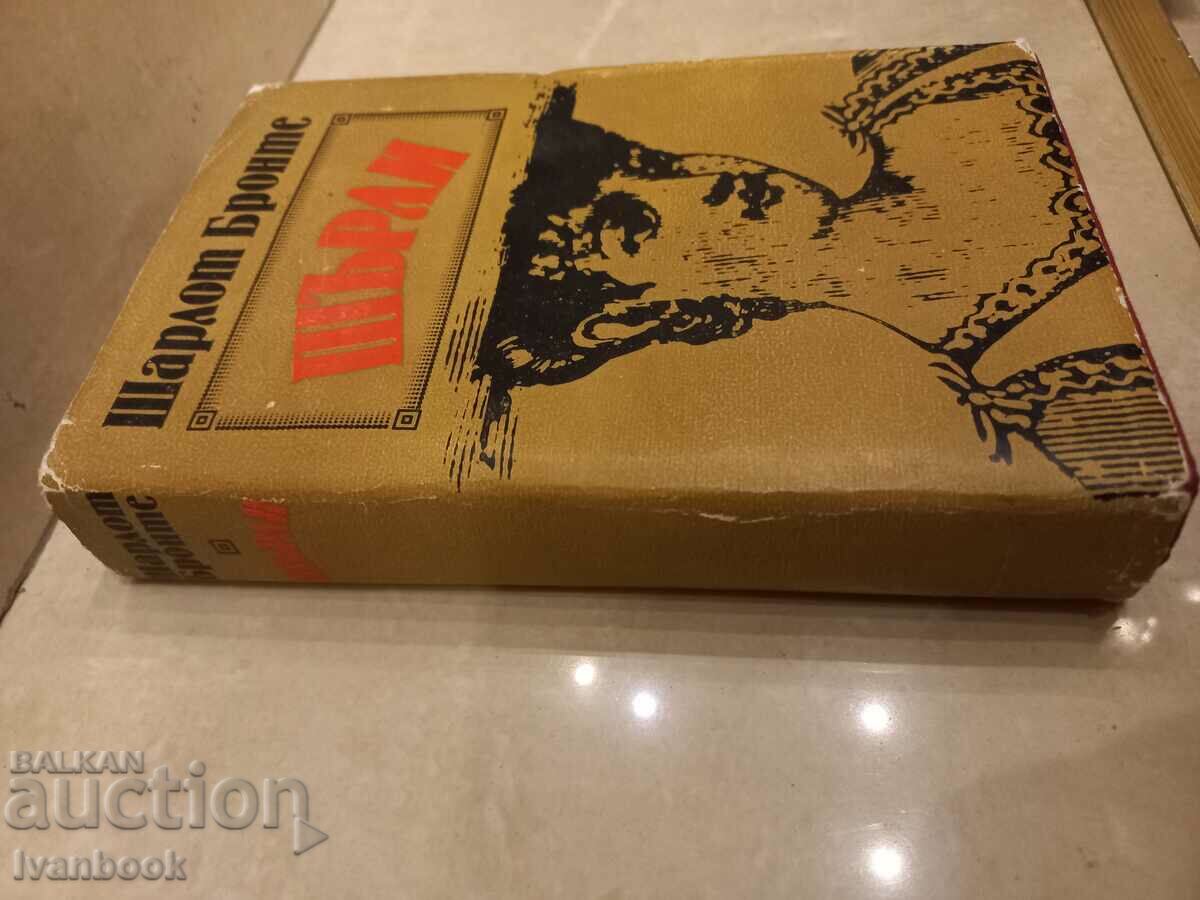 Шарлот Бронте
ШЪРЛИ
Шарлот
Бронте
ШЪРЛИ
BALKAN
auction
Ivanbook